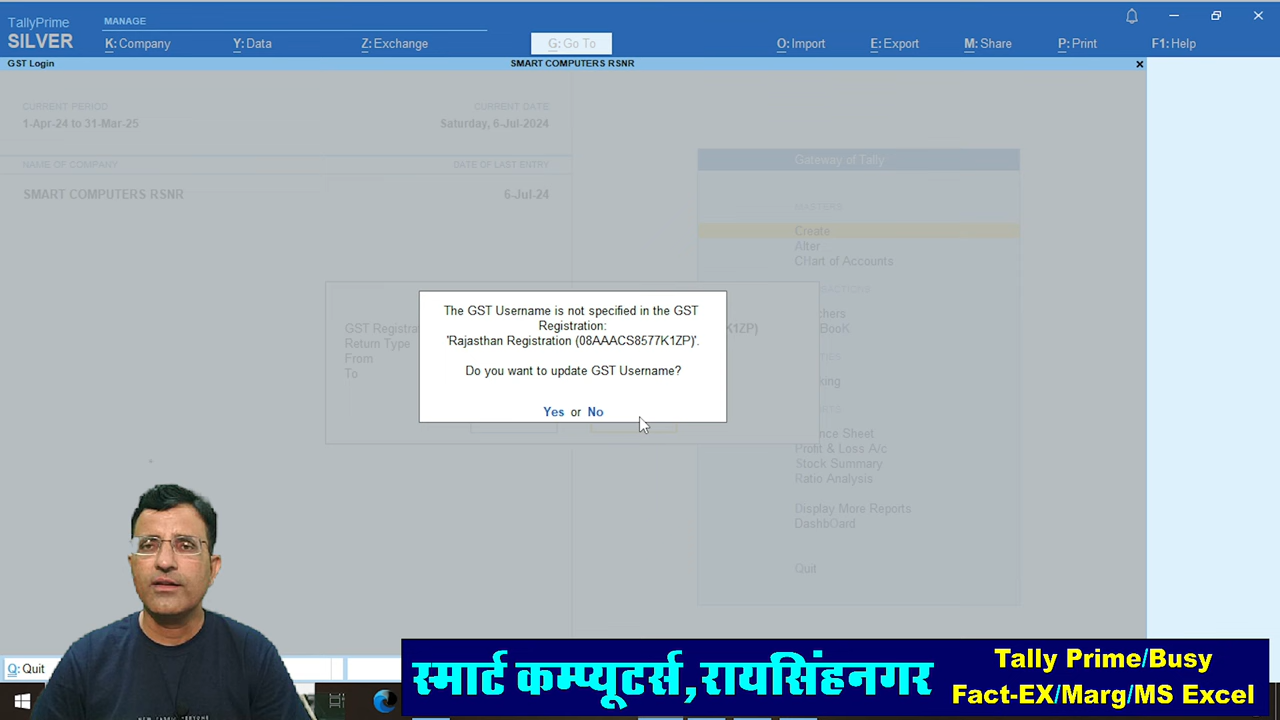 TallyPrime
SILVER
MANAGE
K: Company
Y: Data
Z: Exchange
G: Go To
O: Import
E: Export
M: Share
P: Print
F1: Help
GST Login
SMART COMPUTERS RSNR
CURRENT PERIOD
CURRENT DATE
1-Apr-24 to 31-Mar-25
Saturday, 6-Jul-2024
NAME OF COMPANY
DATE OF LAST ENTRY
SMART COMPUTERS RSNR
6-Jul-24
Gateway of Tally
MASTERS
Create
Alter
CHart of Accounts
Return Type
From
To
K1ZP)
The GST Username is not specified in the GST
Registration:
'Rajasthan Registration (08AAACS8577K1ZP)'.
Do you want to update GST Username?
Yes or No
Profit & Loss A/c
Stock Summary
Ratio Analysis
Display More Reports
DashbOard
Quit
Q: Quit
स्मार्ट कम्प्यूटर्स,रायसिंहनगर
Tally Prime/Busy
Fact-EX/Marg/MS Excel